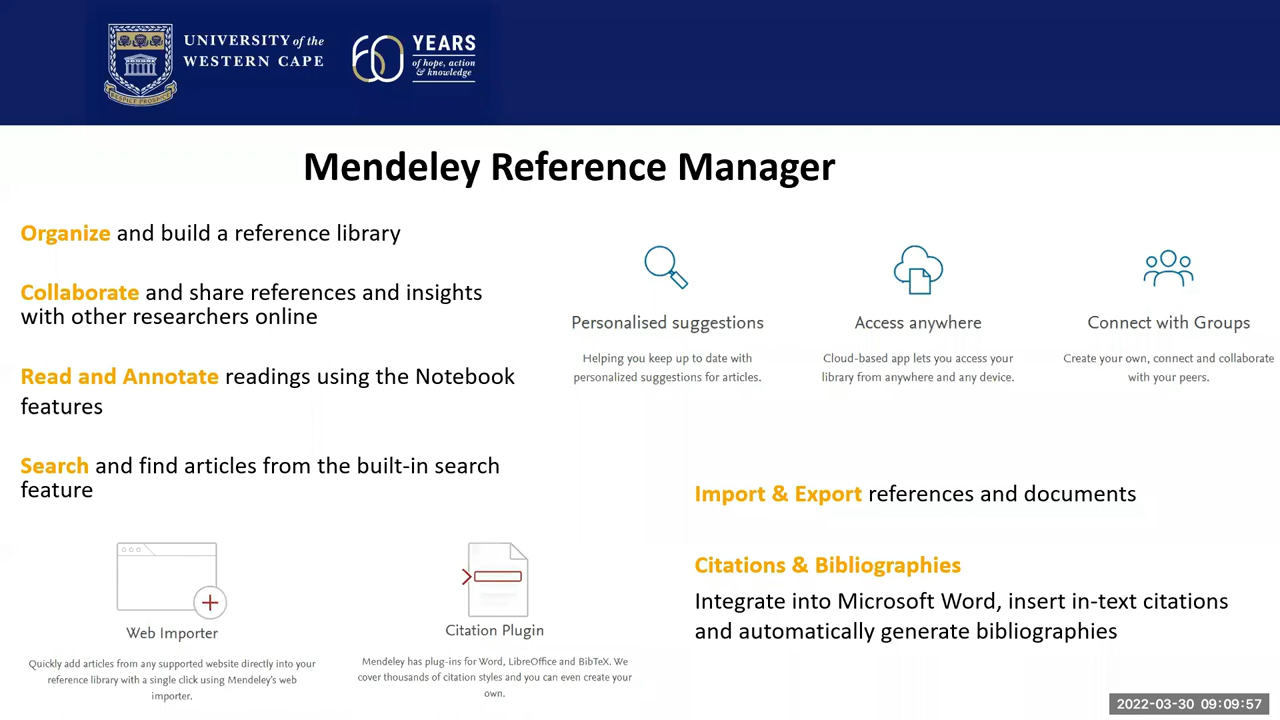 UNIVERSITY of the
WESTERN CAPE
60 YEARS
of hope, action
& knowledge
Mendeley Reference Manager
Organize and build a reference library
Collaborate and share references and insights
with other researchers online
Read and Annotate readings using the Notebook
features
Search and find articles from the built-in search
feature
Web Importer
Quickly add articles from any supported website directly into your
reference library with a single click using Mendeley's web
importer.
Citation Plugin
Mendeley has plug-ins for Word, LibreOffice and BibTeX. We
cover thousands of citation styles and you can even create your
own.
Personalised suggestions
Helping you keep up to date with
personalized suggestions for articles.
Access anywhere
Cloud-based app lets you access your
library from anywhere and any device.
Connect with Groups
Create your own, connect and collaborate
with your peers.
Import & Export references and documents
Citations & Bibliographies
Integrate into Microsoft Word, insert in-text citations
and automatically generate bibliographies
2022-03-30 09:09:57